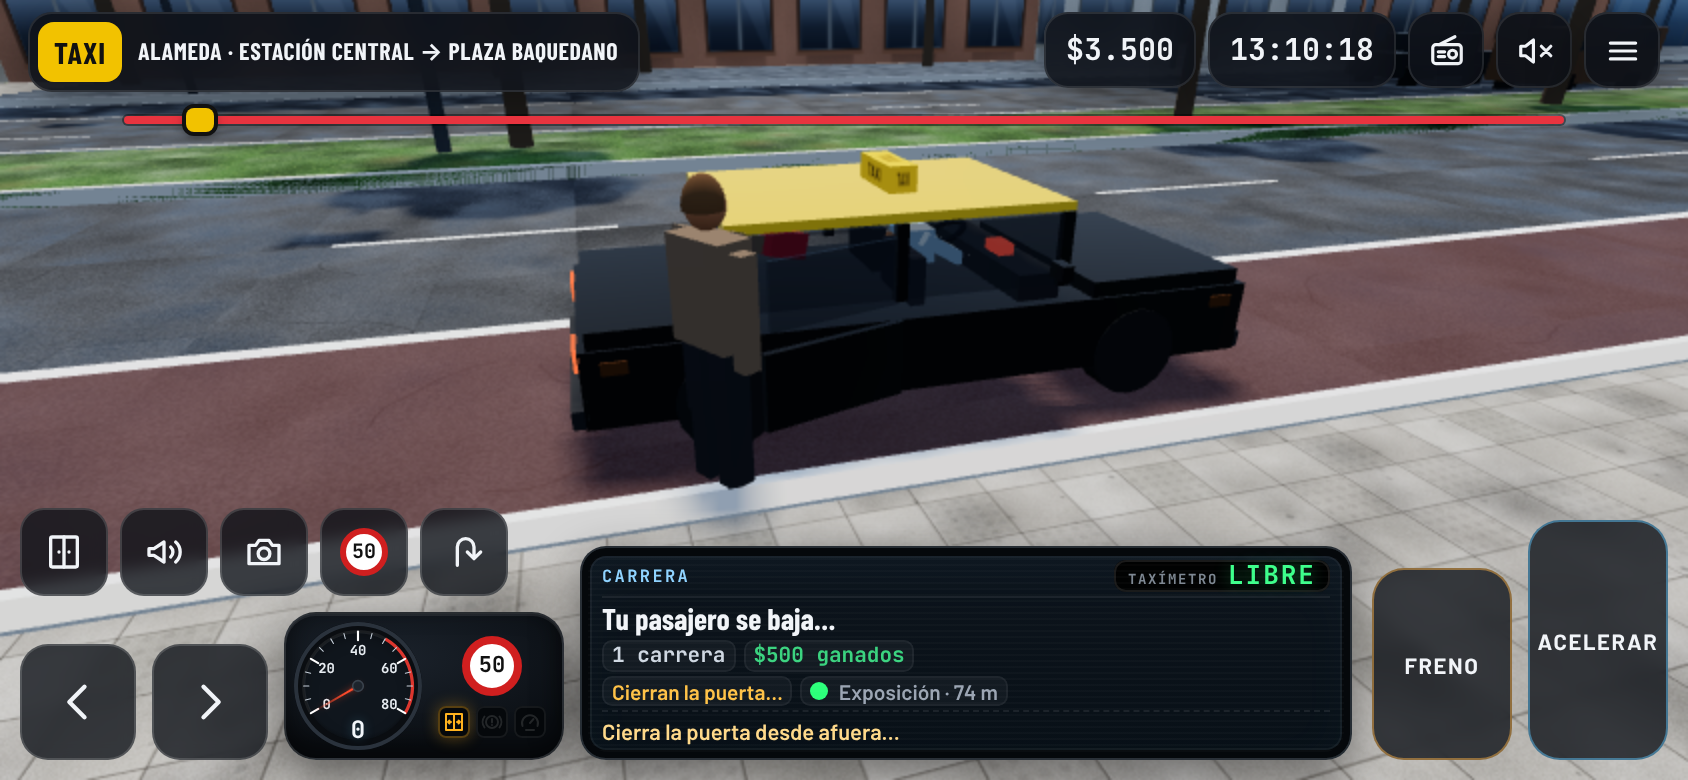 TAXI
ALAMEDA · ESTACIÓN CENTRAL → PLAZA BAQUEDANO
$3.500
13:10:18
TAXI
TAXI
50
CARRERA
TAXÍMETRO LIBRE
Tu pasajero se baja...
1 carrera
$500 ganados
Cierran la puerta...
Exposición · 74 m
Cierra la puerta desde afuera...
0
20
40
60
80
0
50
FRENO
ACELERAR